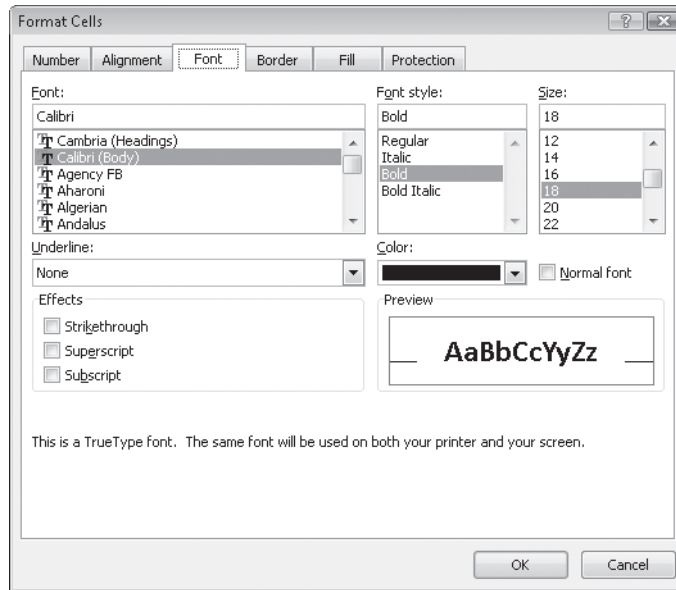 Format Cells
Number Alignment Font Border Fill Protection
Font: Font style: Size:
Calibri Bold 18
Cambria (Headings) Regular 12
Calibri (Body) Italic 14
Agency FB Bold 16
Aharoni Bold Italic 18
Algerian 20
Andalus 22
Underline: Color:
None Normal font
Effects Preview
Strikethrough
Superscript AaBbCcYyZz
Subscript
This is a TrueType font. The same font will be used on both your printer and your screen.
OK Cancel